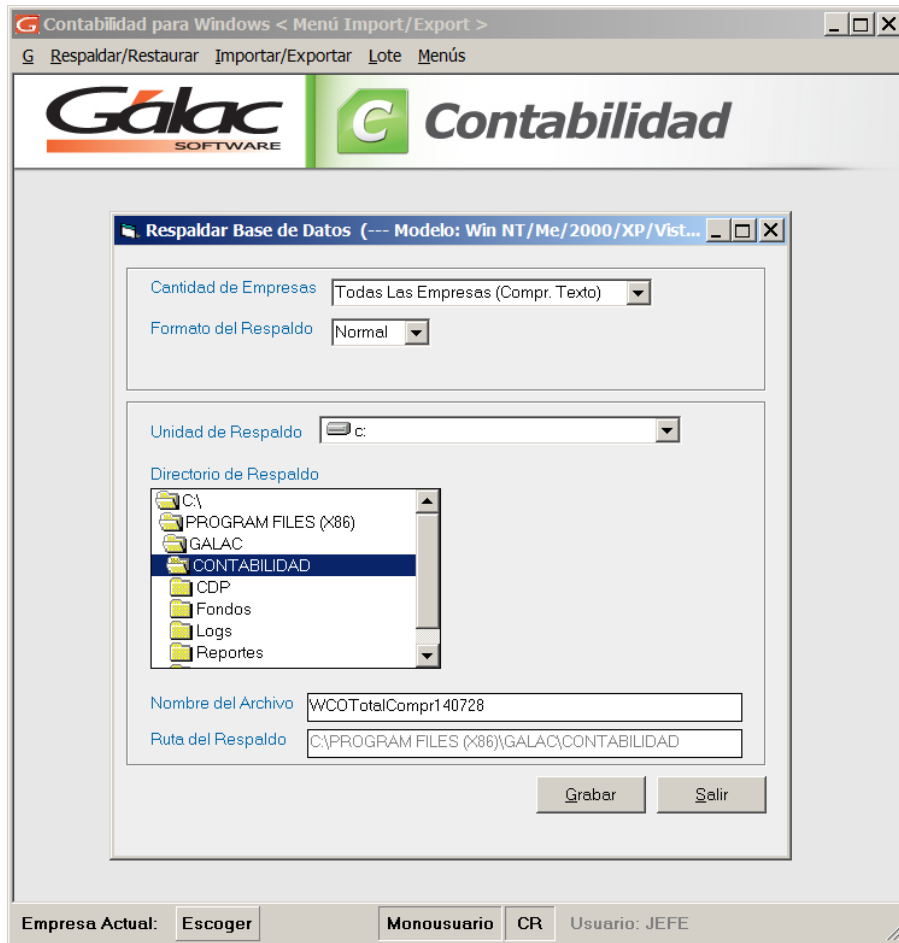 G Contabilidad para Windows < Menú Import/Export >
G Respaldar/Restaurar Importar/Exportar Lote Menús
Gálac SOFTWARE C Contabilidad
Respaldar Base de Datos (--- Modelo: Win NT/Me/2000/XP/Vist...
Cantidad de Empresas Todas Las Empresas (Compr. Texto)
Formato del Respaldo Normal
Unidad de Respaldo c:
Directorio de Respaldo
C:\
PROGRAM FILES (X86)
GALAC
CONTABILIDAD
CDP
Fondos
Logs
Reportes
Nombre del Archivo WCOTotalCompr140728
Ruta del Respaldo C:\PROGRAM FILES (X86)\GALAC\CONTABILIDAD
Grabar Salir
Empresa Actual: Escoger Monousuario CR Usuario: JEFE